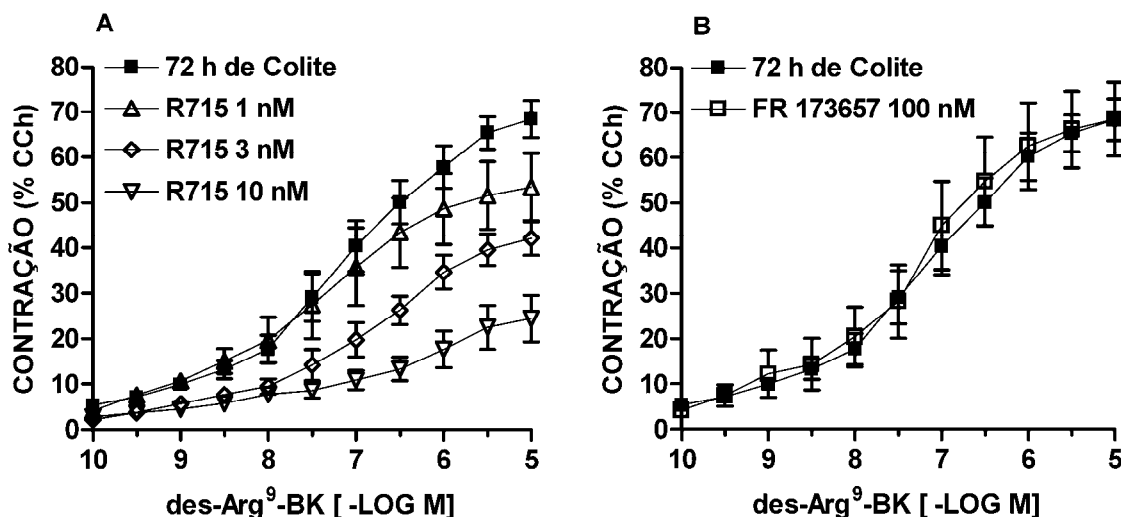 A
72 h de Colite
R715 1 nM
R715 3 nM
R715 10 nM
CONTRAÇÃO (% CCh)
80
70
60
50
40
30
20
10
0
10 9 8 7 6 5
des-Arg⁹-BK [ -LOG M]
B
72 h de Colite
FR 173657 100 nM
CONTRAÇÃO (% CCh)
80
70
60
50
40
30
20
10
0
10 9 8 7 6 5
des-Arg⁹-BK [ -LOG M]